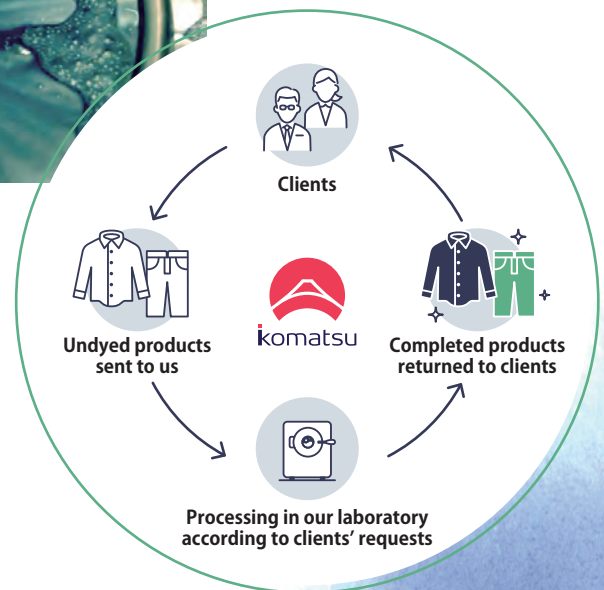 Clients
Undyed products
sent to us
ikomatsu
Completed products
returned to clients
Processing in our laboratory
according to clients’ requests